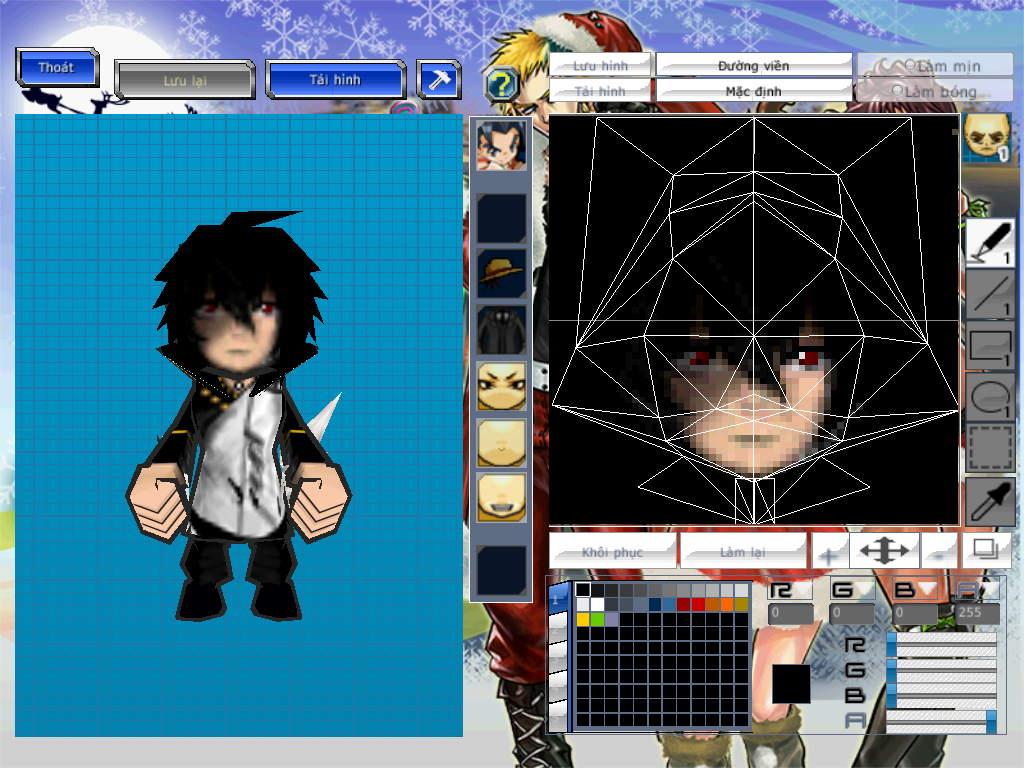 Thoát
Lưu lại
Tải hình
?
Lưu hình
Đường viền
Làm mịn
Tải hình
Mặc định
Làm bóng
1
1
1
1
1
Khôi phục
Làm lại
+
-
1
R
G
B
A
0
0
0
255
R
G
B
A